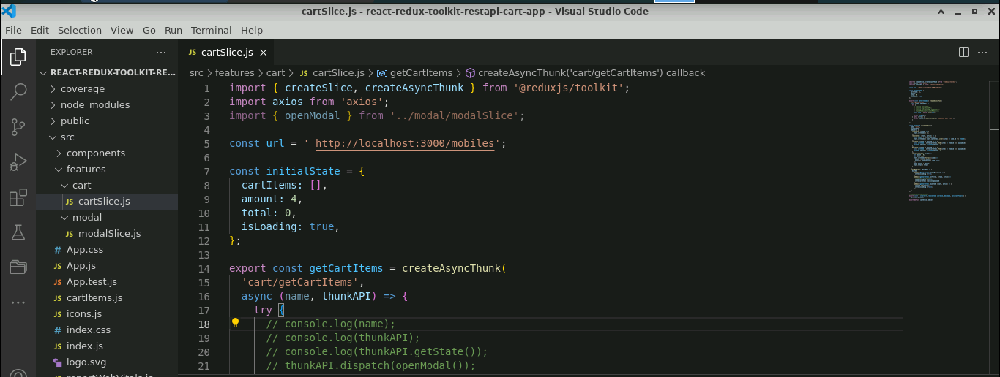 cartSlice.js - react-redux-toolkit-restapi-cart-app - Visual Studio Code
File Edit Selection View Go Run Terminal Help
EXPLORER
REACT-REDUX-TOOLKIT-RE...
coverage
node_modules
public
src
components
features
cart
JS cartSlice.js
modal
JS modalSlice.js
# App.css
JS App.js
JS App.test.js
JS cartItems.js
JS icons.js
# index.css
JS index.js
logo.svg
reportWebVitals.js
JS cartSlice.js
src > features > cart > JS cartSlice.js > getCartItems > createAsyncThunk('cart/getCartItems') callback
1 import { createSlice, createAsyncThunk } from '@reduxjs/toolkit';
2 import axios from 'axios';
3 import { openModal } from '../modal/modalSlice';
4
5 const url = ' http://localhost:3000/mobiles';
6
7 const initialState = {
8 cartItems: [],
9 amount: 4,
10 total: 0,
11 isLoading: true,
12 };
13
14 export const getCartItems = createAsyncThunk(
15 'cart/getCartItems',
16 async (name, thunkAPI) => {
17 try {
18 // console.log(name);
19 // console.log(thunkAPI);
20 // console.log(thunkAPI.getState());
21 // thunkAPI.dispatch(openModal());